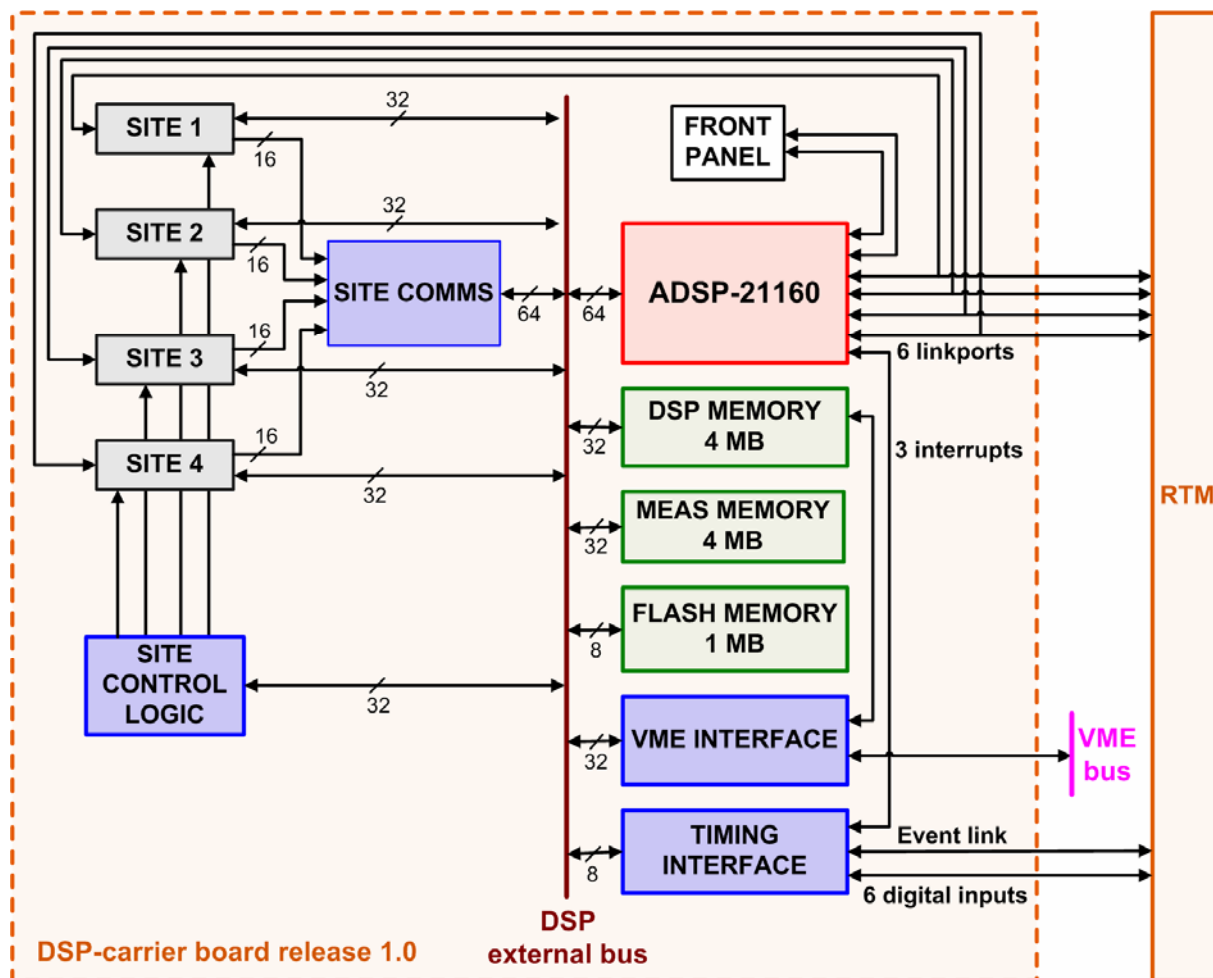 32
SITE 1
16
FRONT
PANEL
32
SITE 2
16
SITE COMMS
64
64
ADSP-21160
16
SITE 3
32
6 linkports
DSP MEMORY
4 MB
32
3 interrupts
16
SITE 4
32
MEAS MEMORY
4 MB
32
RTM
FLASH MEMORY
1 MB
8
SITE
CONTROL
LOGIC
32
VME INTERFACE
32
VME
bus
TIMING
INTERFACE
8
Event link
6 digital inputs
DSP
external bus
DSP-carrier board release 1.0